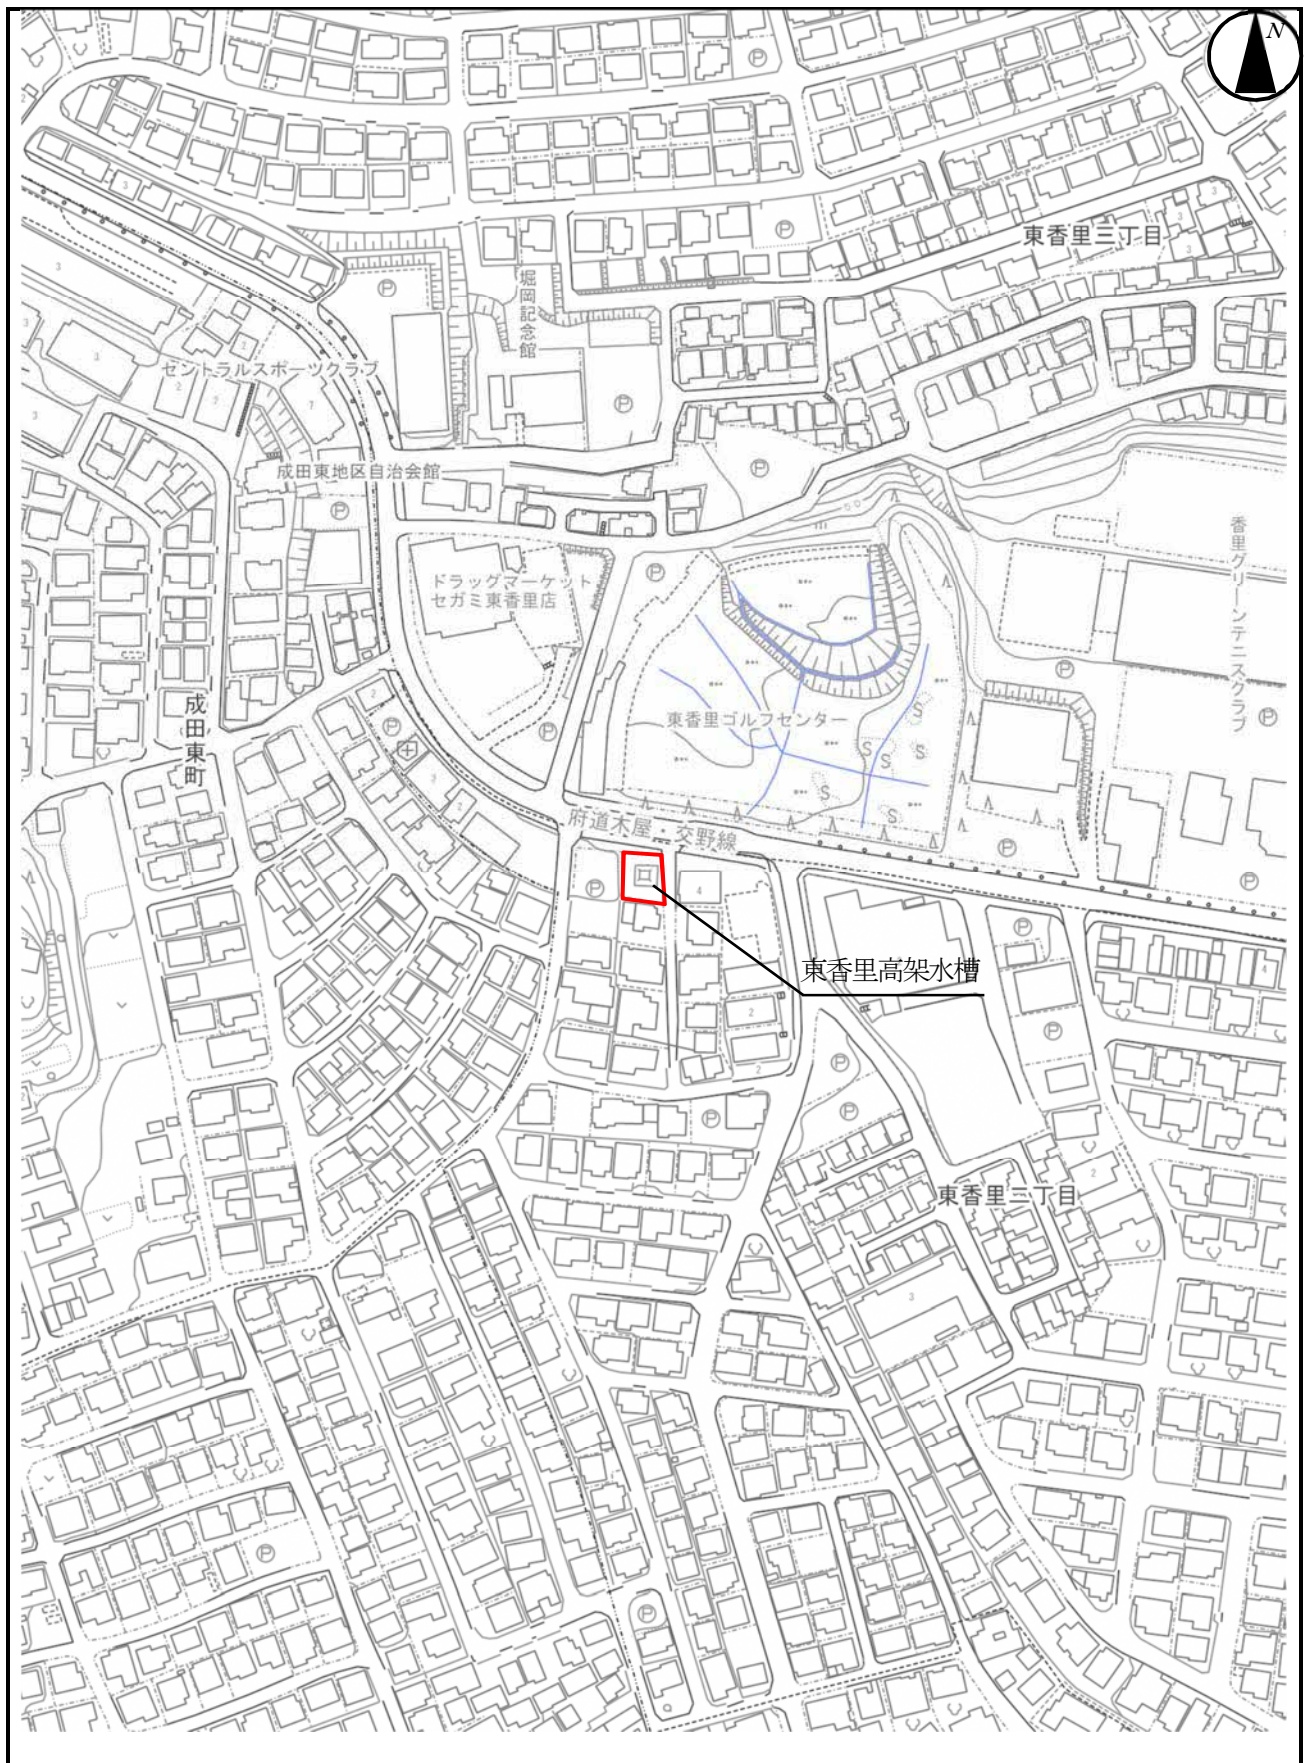 N
東香里三丁目
堀岡記念館
セントラルスポーツクラブ
成田東地区自治会館
香里グリーンテニスクラブ
ドラッグマーケット
セガミ東香里店
成田東町
東香里ゴルフセンター
府道木屋・交野線
東香里高架水槽
東香里二丁目